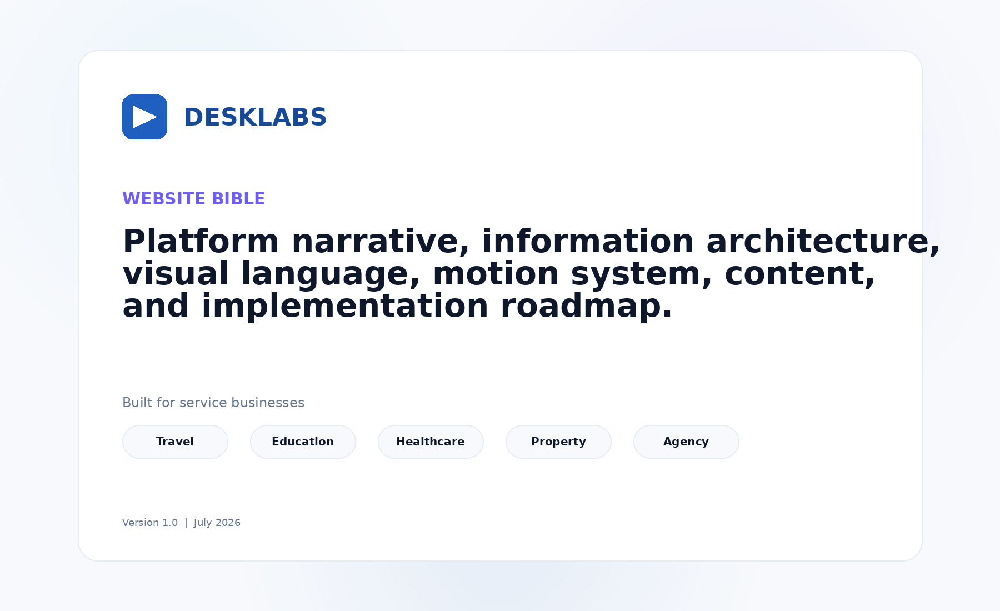 DESKLABS
WEBSITE BIBLE
Platform narrative, information architecture,
visual language, motion system, content,
and implementation roadmap.
Built for service businesses
Travel
Education
Healthcare
Property
Agency
Version 1.0 | July 2026